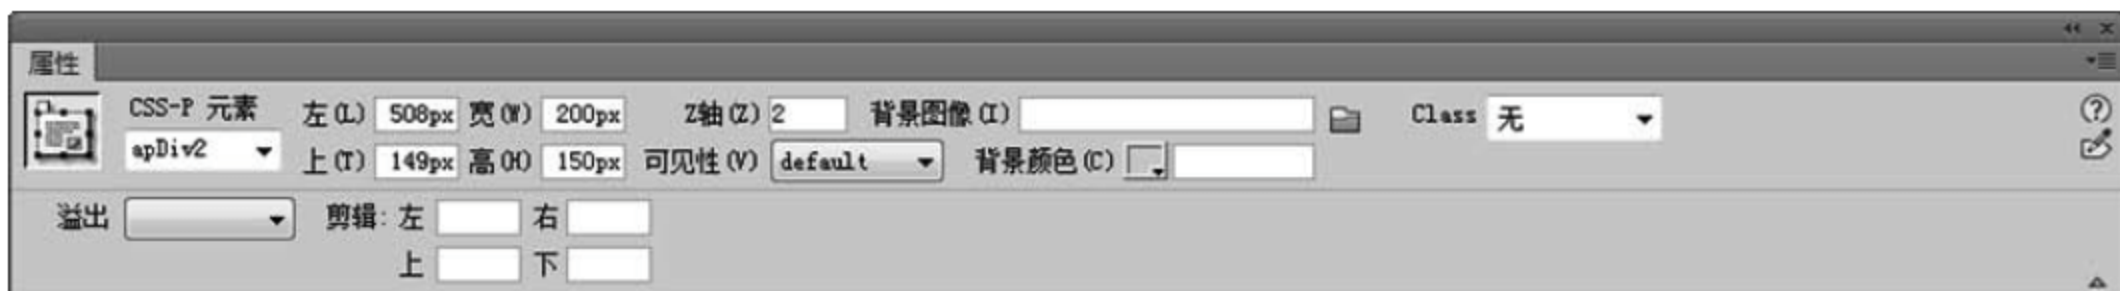 属性
CSS-P 元素 左(L) 508px 宽(W) 200px Z轴(Z) 2 背景图像(I) Class 无
apDiv2 上(T) 149px 高(H) 150px 可见性(V) default 背景颜色(C)
溢出 剪辑: 左 右
上 下